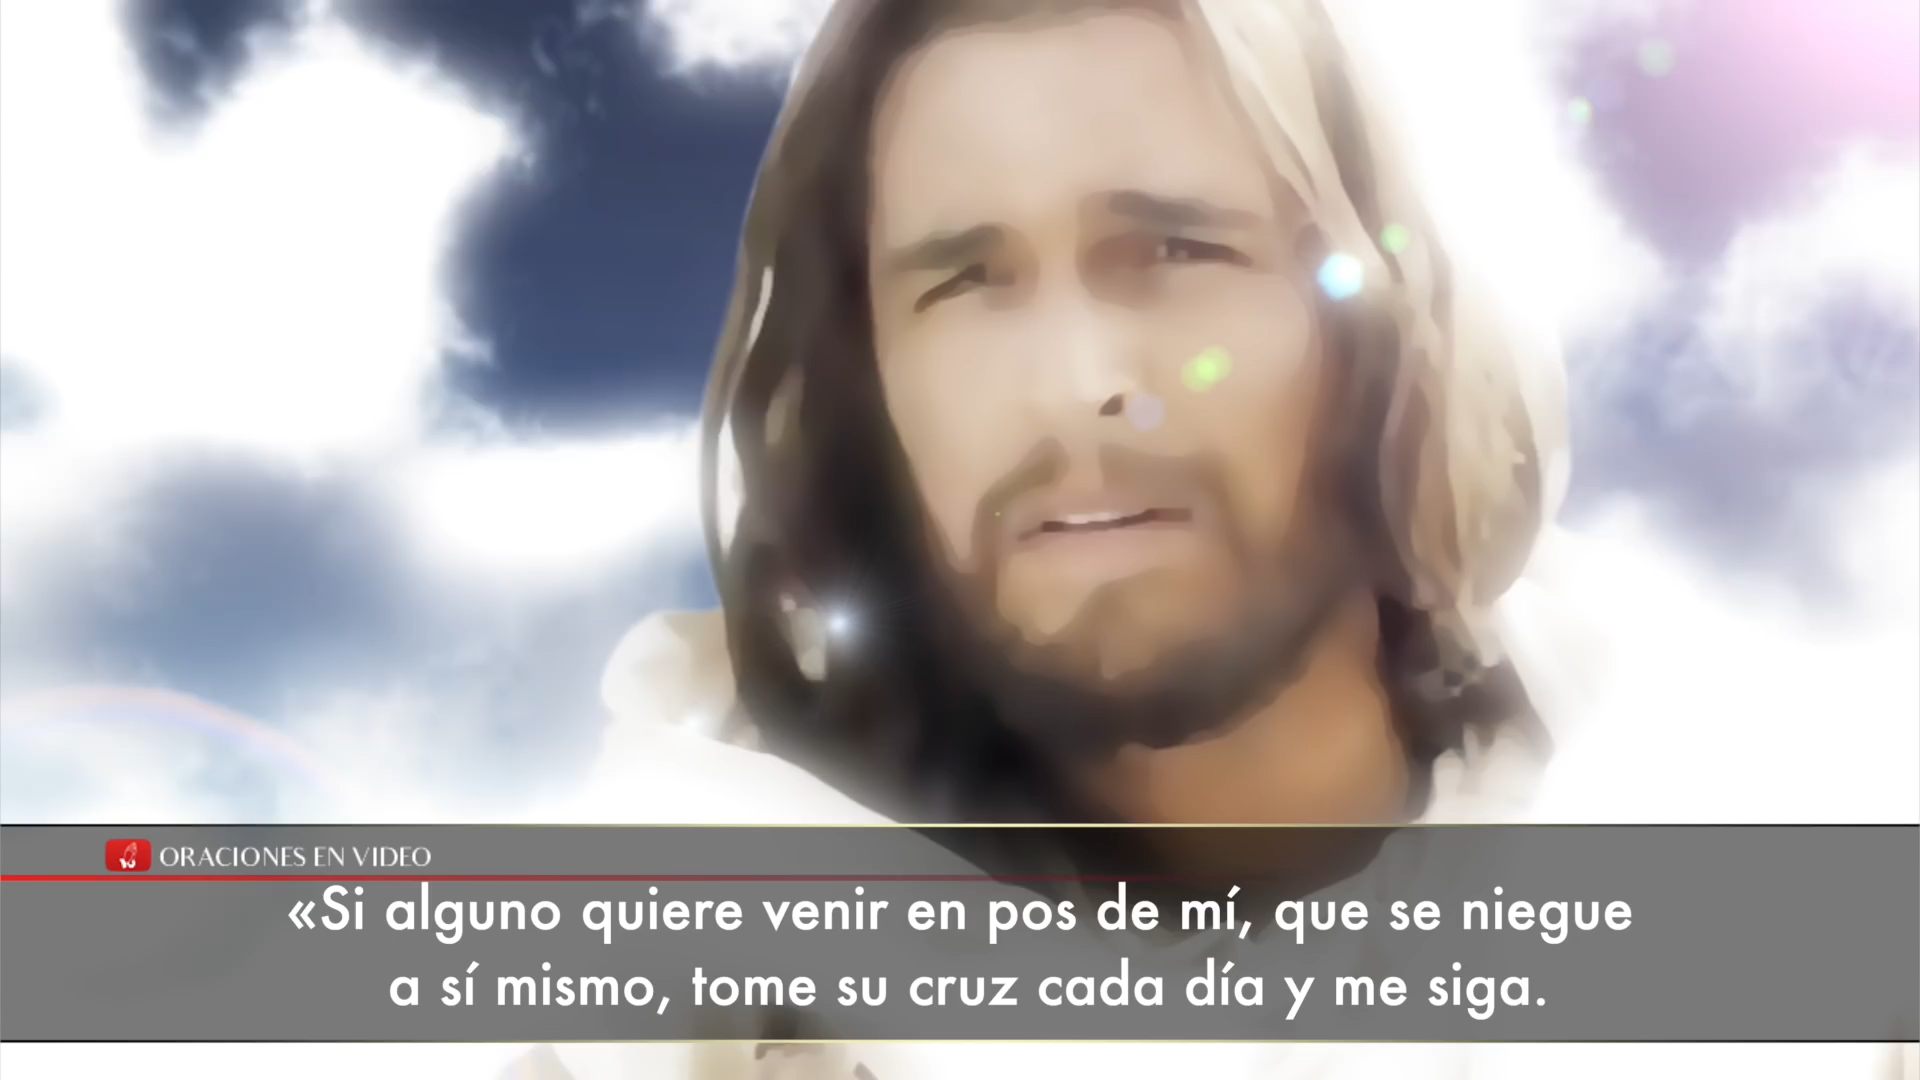 ORACIONES EN VIDEO
«Si alguno quiere venir en pos de mí, que se niegue
a sí mismo, tome su cruz cada día y me siga.